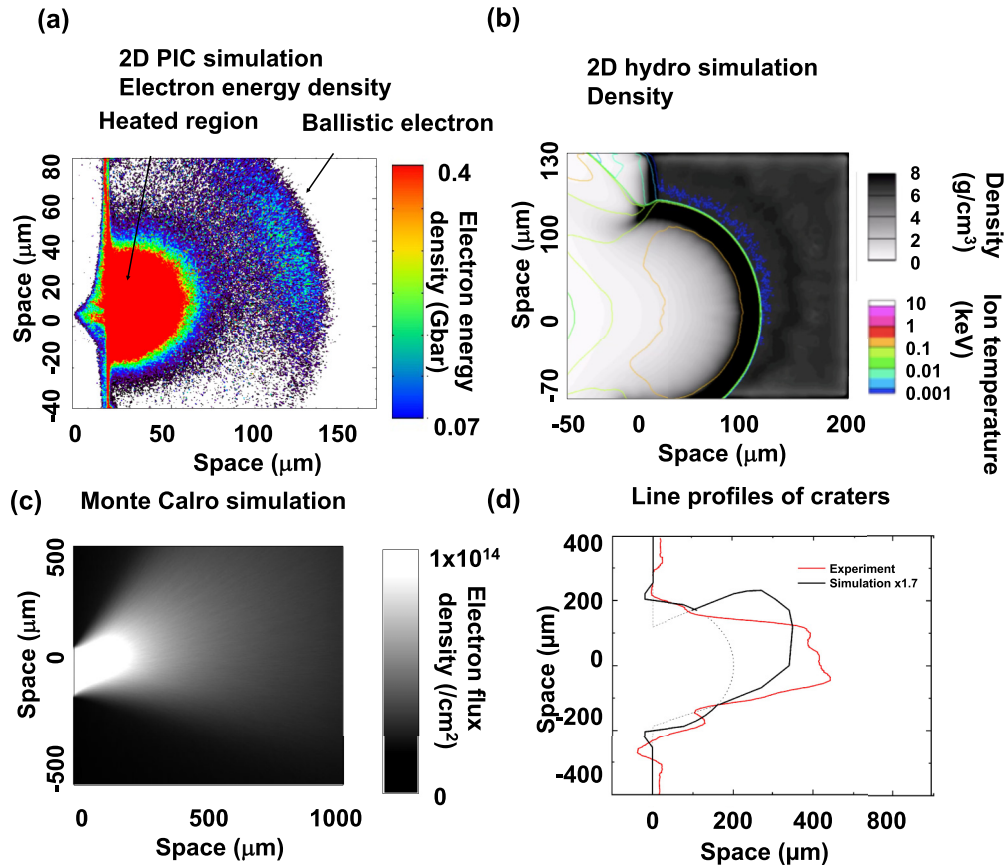 (a)
2D PIC simulation
Electron energy density
Heated region
Ballistic electron
80
60
40
20
0
-20
-40
Space (μm)
0
50
100
150
Space (μm)
0.4
0.07
Electron energy
density (Gbar)
(b)
2D hydro simulation
Density
130
100
0
-70
Space (μm)
-50
0
100
200
Space (μm)
8
6
4
2
0
Density
(g/cm³)
10
1
0.1
0.01
0.001
Ion temperature
(keV)
(c)
Monte Calro simulation
500
0
-500
Space (μm)
0
500
1000
Space (μm)
1x10¹⁴
0
Electron flux
density (/cm²)
(d)
Line profiles of craters
400
200
0
-200
-400
Space (μm)
Experiment
Simulation x1.7
0
200
400
800
Space (μm)